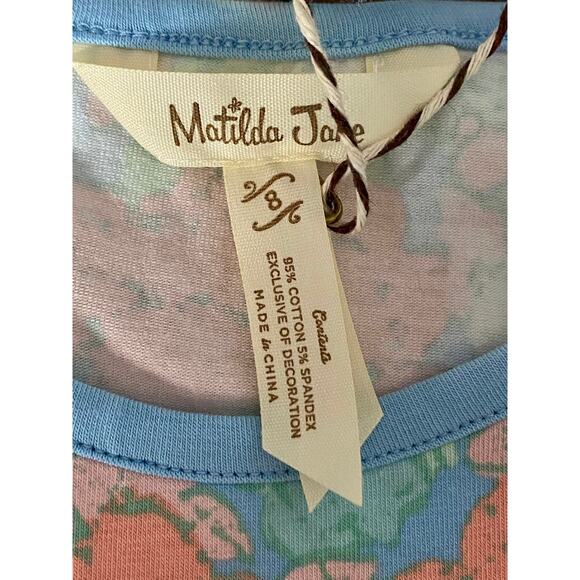 Matilda Jane
8
Contents
95% COTTON 5% SPANDEX
EXCLUSIVE OF DECORATION
MADE in CHINA